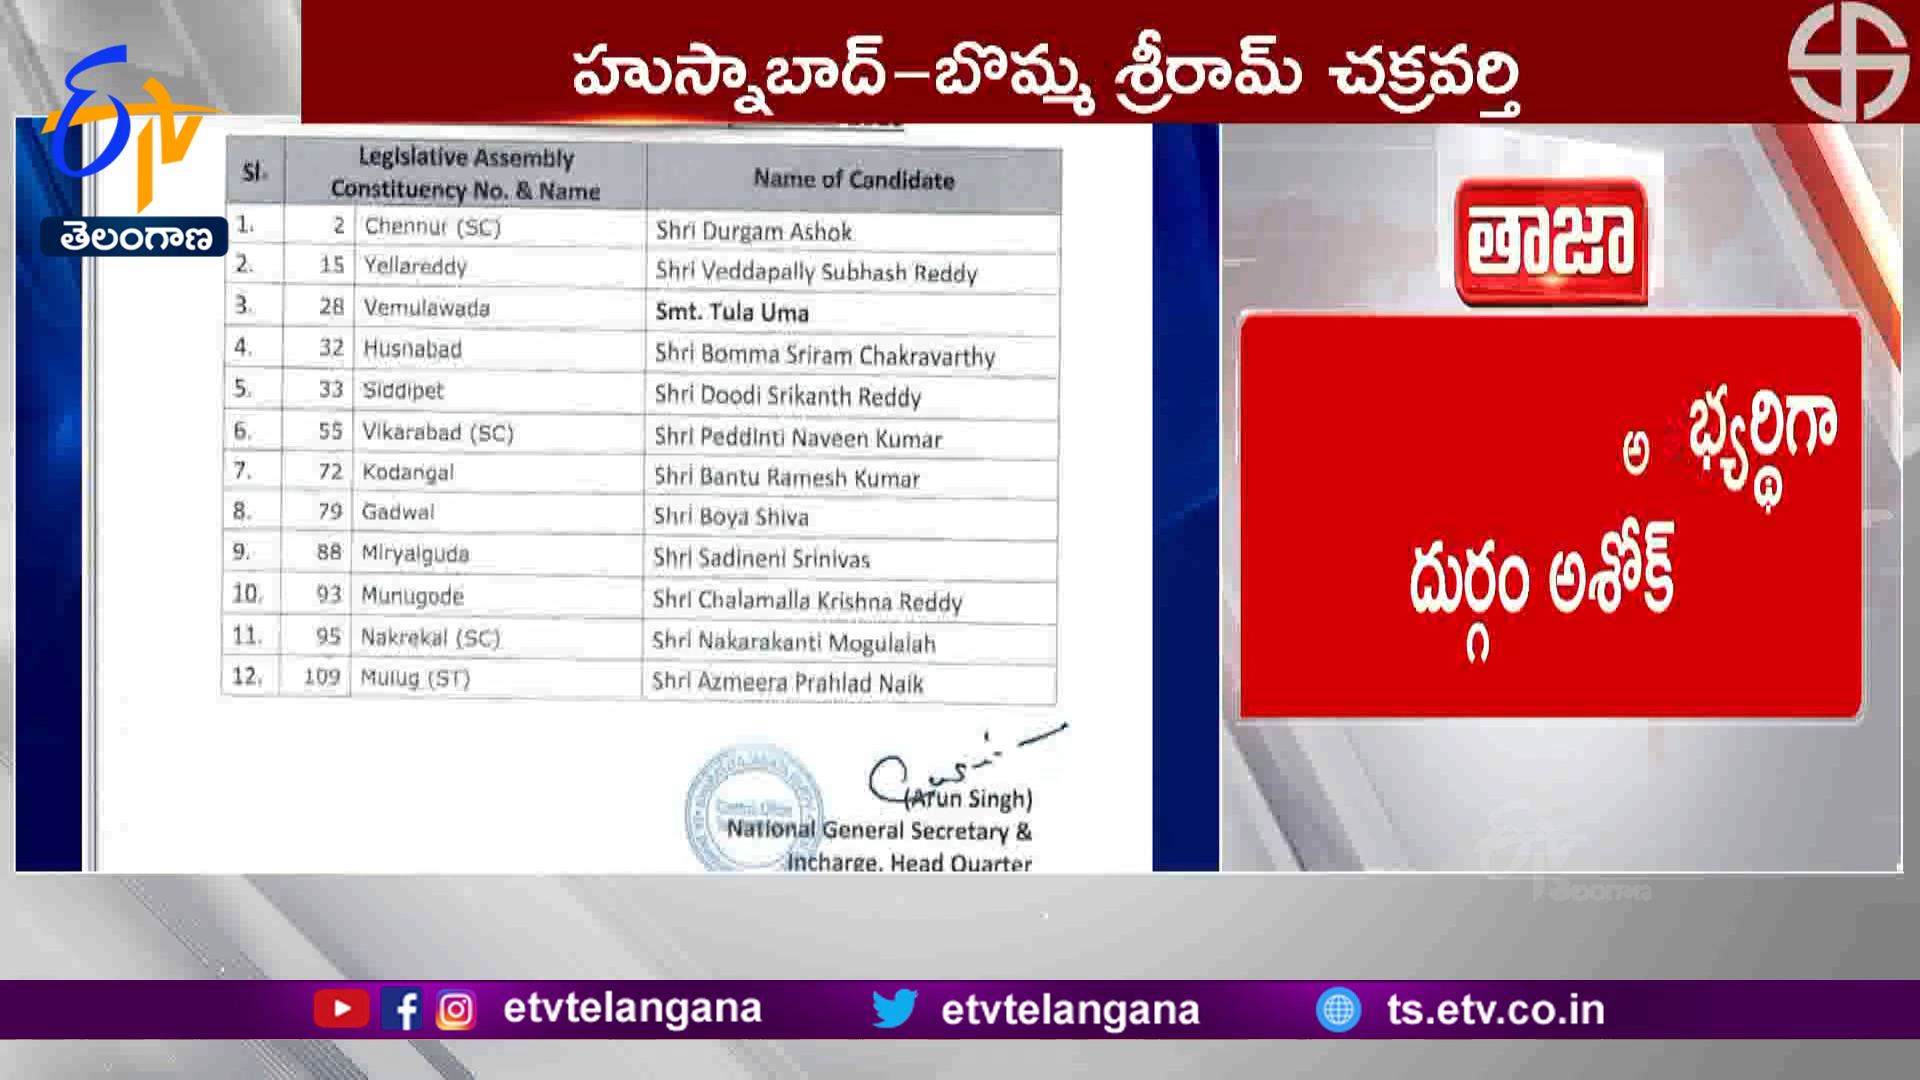 హుస్నాబాద్-బొమ్మ శ్రీరామ్ చక్రవర్తి
ETV
తెలంగాణ
Sl. Legislative Assembly Constituency No. & Name Name of Candidate
1. 2 Chennur (SC) Shri Durgam Ashok
2. 15 Yellareddy Shri Veddapally Subhash Reddy
3. 28 Vemulawada Smt. Tula Uma
4. 32 Husnabad Shri Bomma Sriram Chakravarthy
5. 33 Siddipet Shri Doodi Srikanth Reddy
6. 55 Vikarabad (SC) Shri Peddinti Naveen Kumar
7. 72 Kodangal Shri Bantu Ramesh Kumar
8. 79 Gadwal Shri Boya Shiva
9. 88 Miryalguda Shri Sadineni Srinivas
10. 93 Munugode Shri Chalamalla Krishna Reddy
11. 95 Nakrekal (SC) Shri Nakarakanti Mogulaiah
12. 109 Mulug (ST) Shri Azmeera Prahlad Naik
(Arun Singh)
National General Secretary &
Incharge, Head Quarter
తాజా
అ భ్యర్థిగా
దుర్గం అశోక్
తెలంగాణ
etvtelangana
etvtelangana
ts.etv.co.in